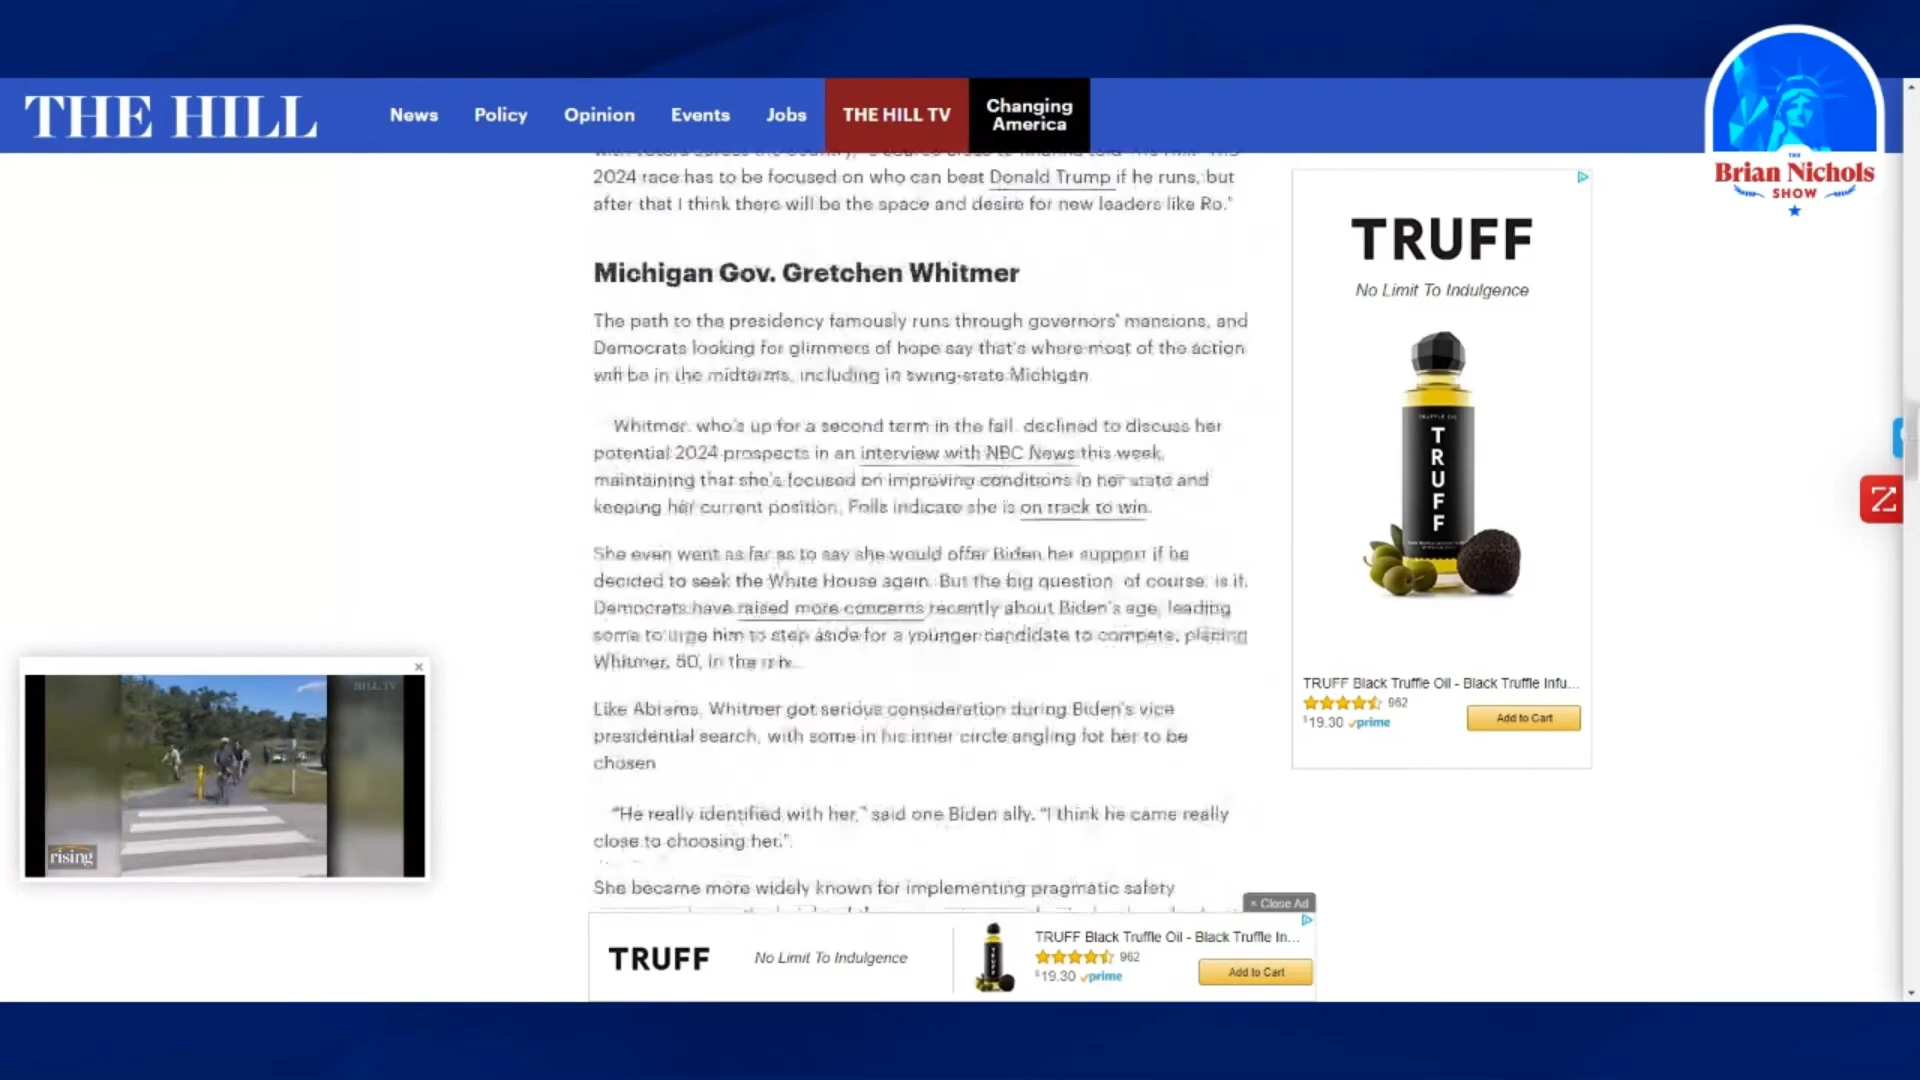 THE HILL
News
Policy
Opinion
Events
Jobs
THE HILL TV
Changing
America
THE
Brian Nichols
SHOW
2024 race has to be focused on who can beat Donald Trump if he runs, but
after that I think there will be the space and desire for new leaders like Ro."
Michigan Gov. Gretchen Whitmer
The path to the presidency famously runs through governors' mansions, and
Democrats looking for glimmers of hope say that's where most of the action
will be in the midterms, including in swing-state Michigan
Whitmer, who's up for a second term in the fall, declined to discuss her
potential 2024 prospects in an interview with NBC News this week,
maintaining that she's focused on improving conditions in her state and
keeping her current position. Polls indicate she is on track to win.
She even went as far as to say she would offer Biden her support if he
decided to seek the White House again. But the big question, of course, is if.
Democrats have raised more concerns recently about Biden's age, leading
some to urge him to step aside for a younger candidate to compete, placing
Whitmer, 50, in the mix.
Like Abrams, Whitmer got serious consideration during Biden's vice
presidential search, with some in his inner circle angling for her to be
chosen
"He really identified with her," said one Biden ally. "I think he came really
close to choosing her.".
She became more widely known for implementing pragmatic safety
TRUFF
No Limit To Indulgence
TRUFFLE OIL
TRUFF
TRUFF Black Truffle Oil - Black Truffle Infu...
962
$19.30 prime
Add to Cart
HILL TV
rising
× Close Ad
TRUFF
No Limit To Indulgence
TRUFF Black Truffle Oil - Black Truffle In...
962
$19.30 prime
Add to Cart